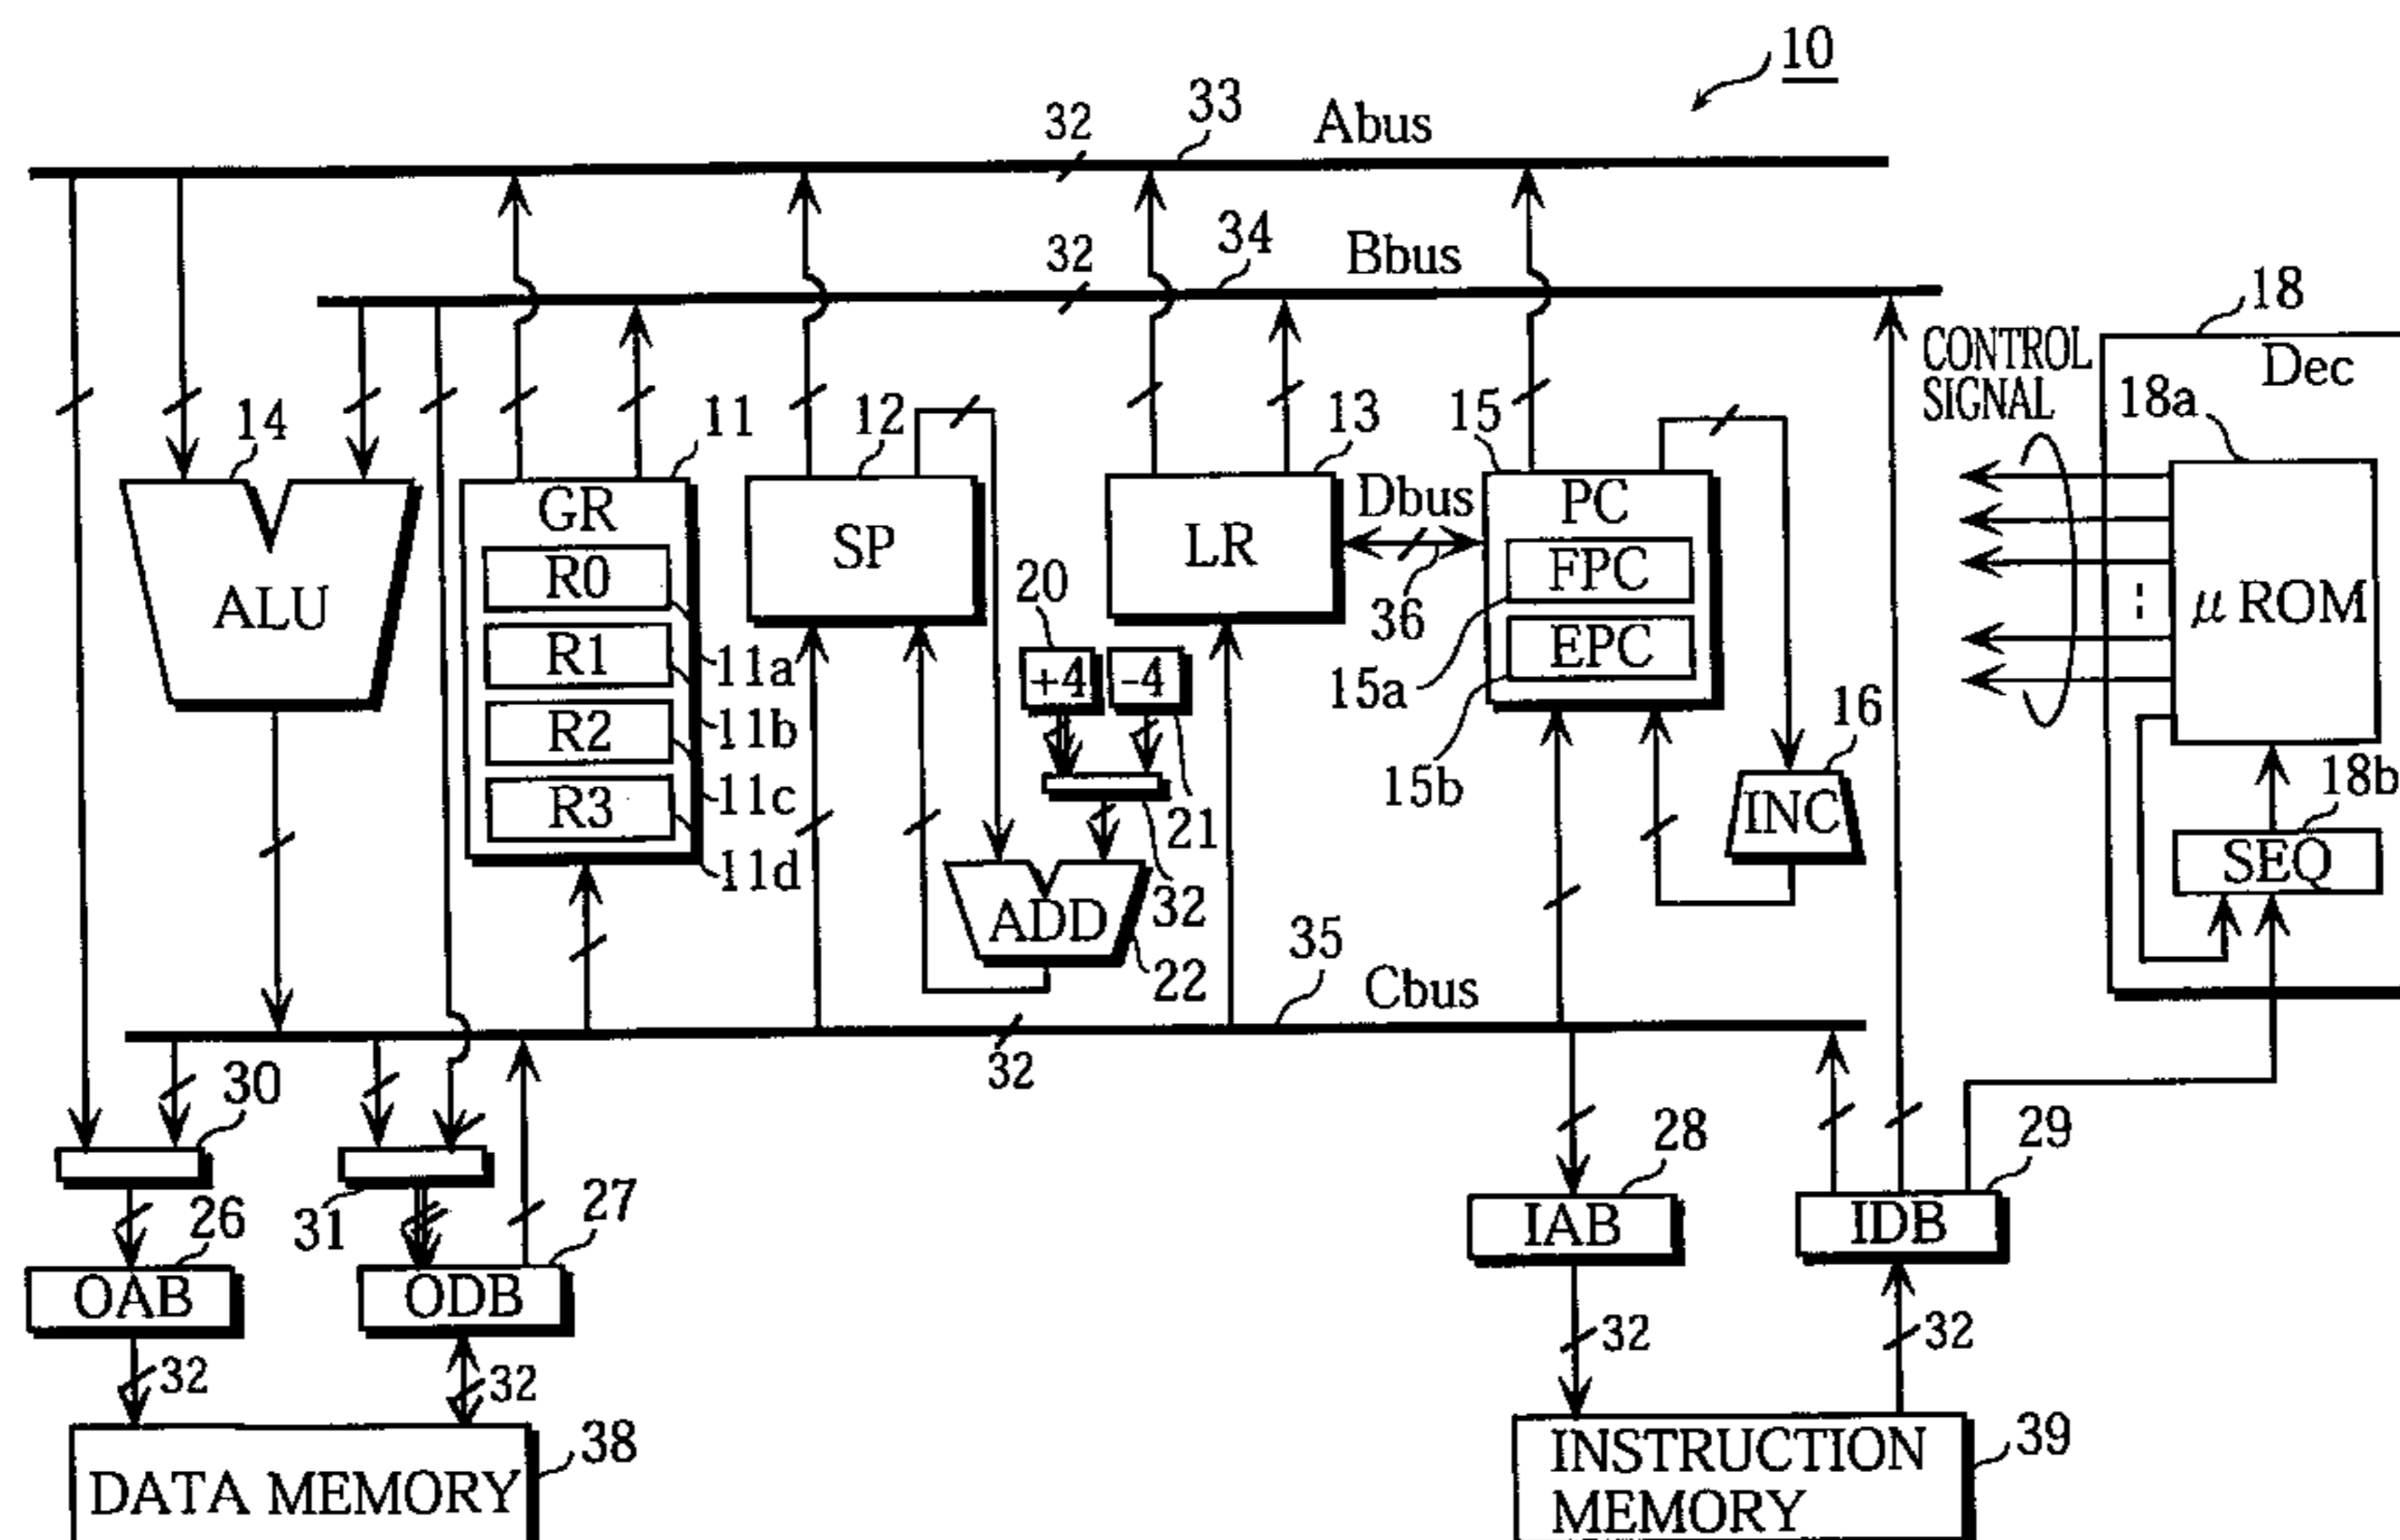 10
32
33
Abus
32
34
Bbus
18
CONTROL
SIGNAL
Dec
18a
14
11
12
13
15
GR
SP
LR
Dbus
PC
ALU
R0
R1
R2
R3
20
+4
-4
36
FPC
EPC
μ ROM
11a
11b
11c
11d
15a
15b
16
INC
18b
SEQ
21
32
ADD
22
35
Cbus
32
30
31
26
27
28
29
OAB
ODB
IAB
IDB
32
32
32
32
DATA MEMORY
38
INSTRUCTION
MEMORY
39